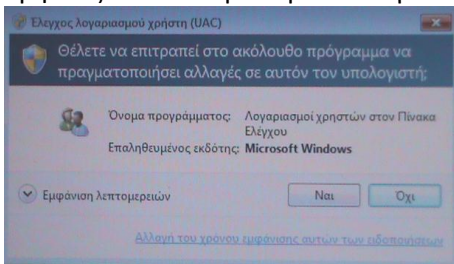 Έλεγχος λογαριασμού χρήστη (UAC)
Θέλετε να επιτραπεί στο ακόλουθο πρόγραμμα να
πραγματοποιήσει αλλαγές σε αυτόν τον υπολογιστή;
Όνομα προγράμματος: Λογαριασμοί χρηστών στον Πίνακα
Ελέγχου
Επαληθευμένος εκδότης: Microsoft Windows
Εμφάνιση λεπτομερειών
Ναι
Όχι
Αλλαγή του χρόνου εμφάνισης αυτών των ειδοποιήσεων